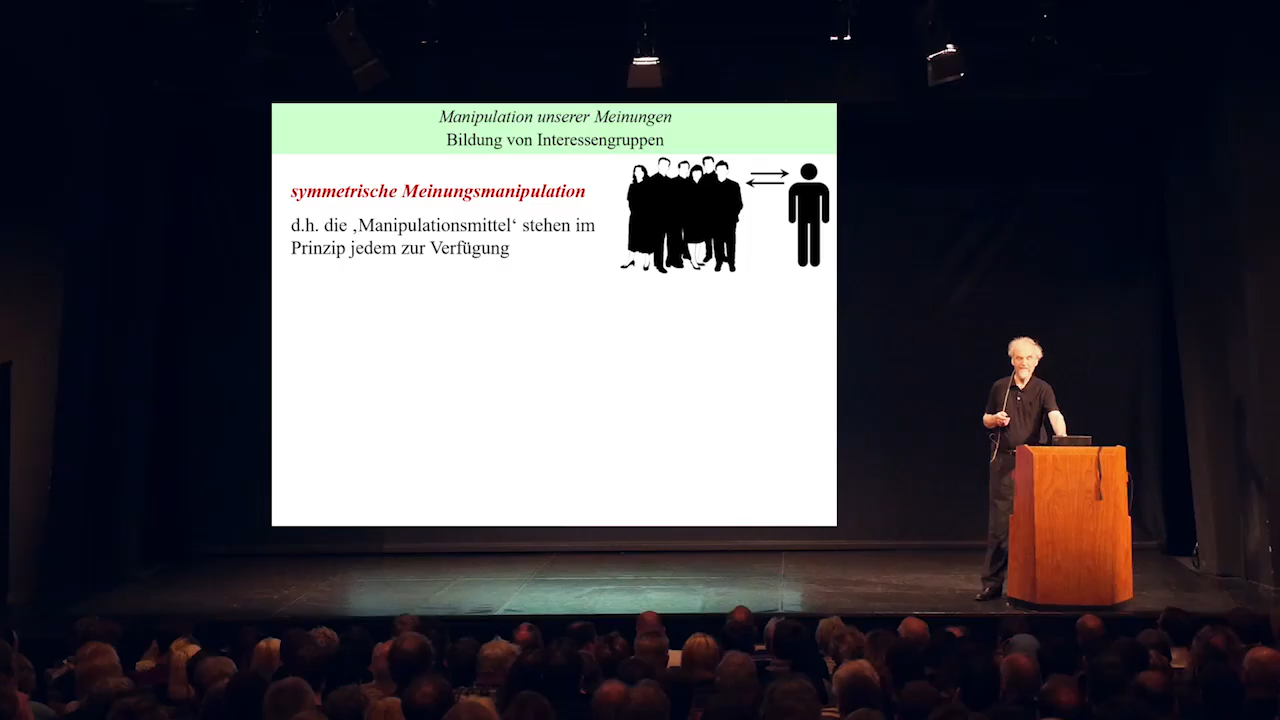 Manipulation unserer Meinungen
Bildung von Interessengruppen
symmetrische Meinungsmanipulation
d.h. die ‚Manipulationsmittel‘ stehen im
Prinzip jedem zur Verfügung